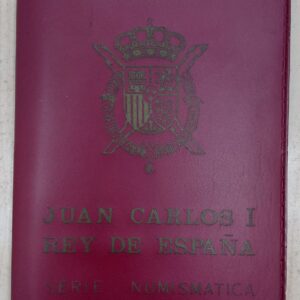 JUAN CARLOS I
REY DE ESPAÑA
SERIE NUMISMATICA